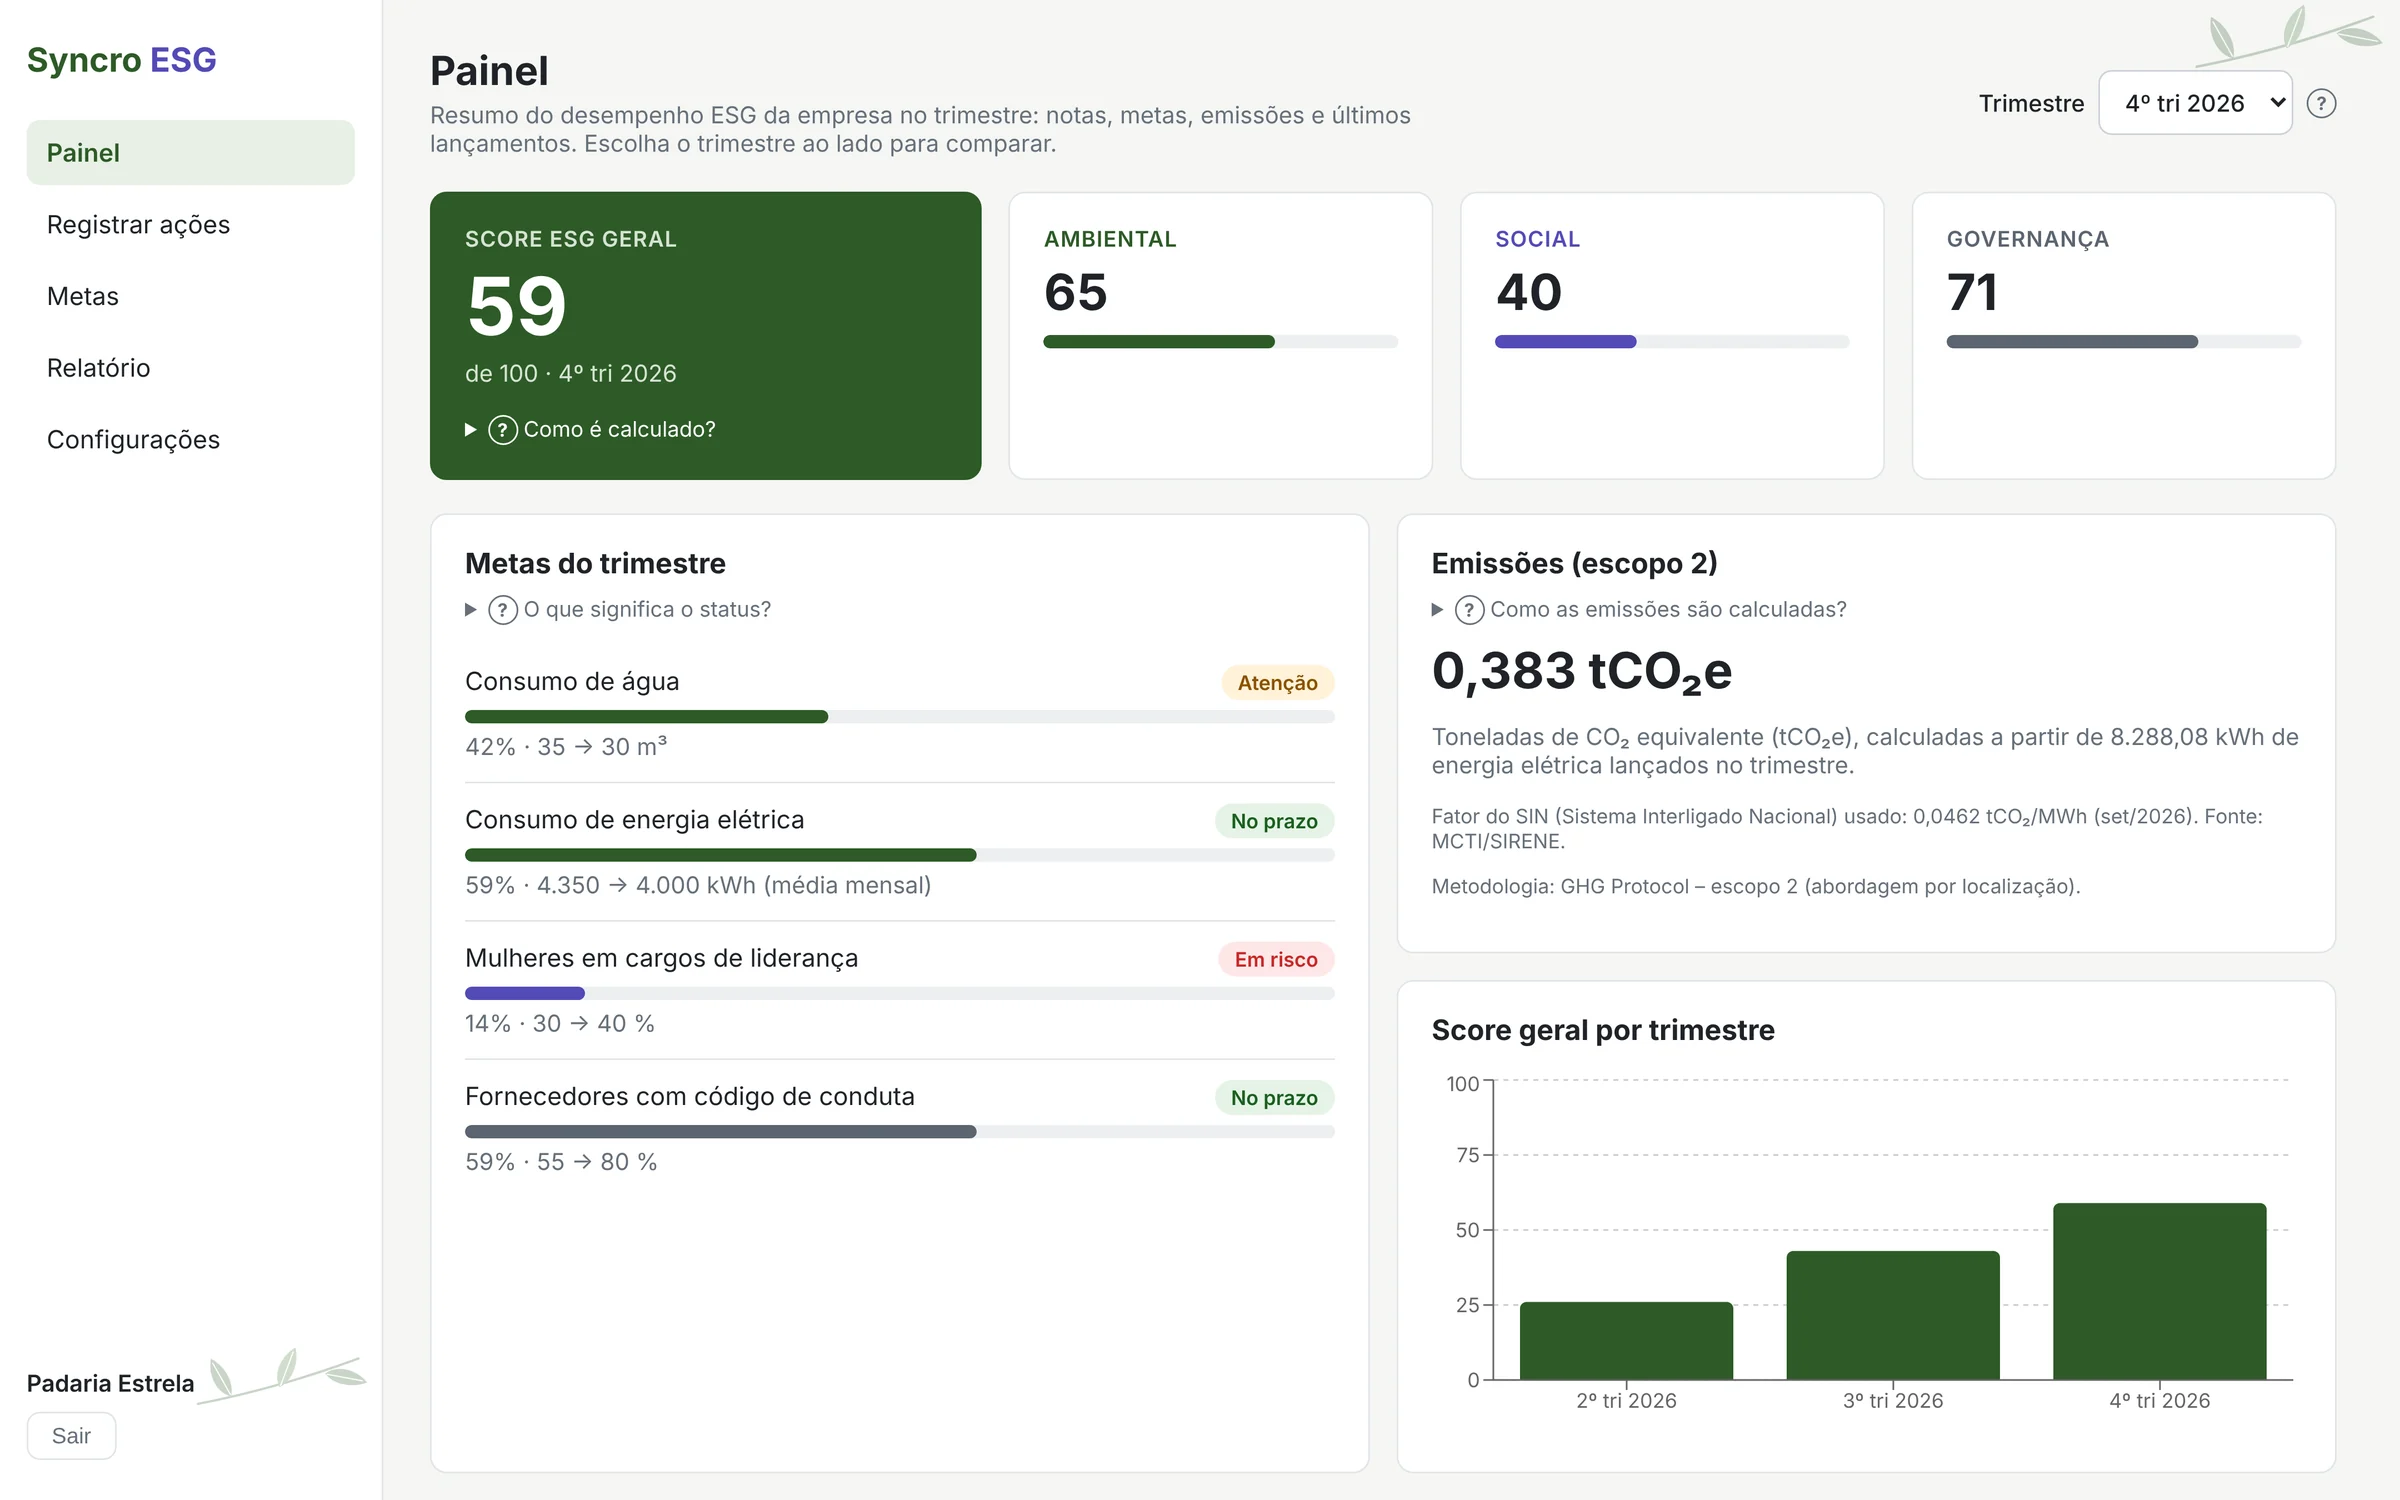 Syncro ESG
Painel
Registrar ações
Metas
Relatório
Configurações
Padaria Estrela
Sair
Painel
Resumo do desempenho ESG da empresa no trimestre: notas, metas, emissões e últimos
lançamentos. Escolha o trimestre ao lado para comparar.
Trimestre
4º tri 2026
?
SCORE ESG GERAL
59
de 100 · 4º tri 2026
? Como é calculado?
AMBIENTAL
65
SOCIAL
40
GOVERNANÇA
71
Metas do trimestre
? O que significa o status?
Consumo de água
Atenção
42% · 35 → 30 m³
Consumo de energia elétrica
No prazo
59% · 4.350 → 4.000 kWh (média mensal)
Mulheres em cargos de liderança
Em risco
14% · 30 → 40 %
Fornecedores com código de conduta
No prazo
59% · 55 → 80 %
Emissões (escopo 2)
? Como as emissões são calculadas?
0,383 tCO₂e
Toneladas de CO₂ equivalente (tCO₂e), calculadas a partir de 8.288,08 kWh de
energia elétrica lançados no trimestre.
Fator do SIN (Sistema Interligado Nacional) usado: 0,0462 tCO₂/MWh (set/2026). Fonte:
MCTI/SIRENE.
Metodologia: GHG Protocol – escopo 2 (abordagem por localização).
Score geral por trimestre
100
75
50
25
0
2º tri 2026
3º tri 2026
4º tri 2026